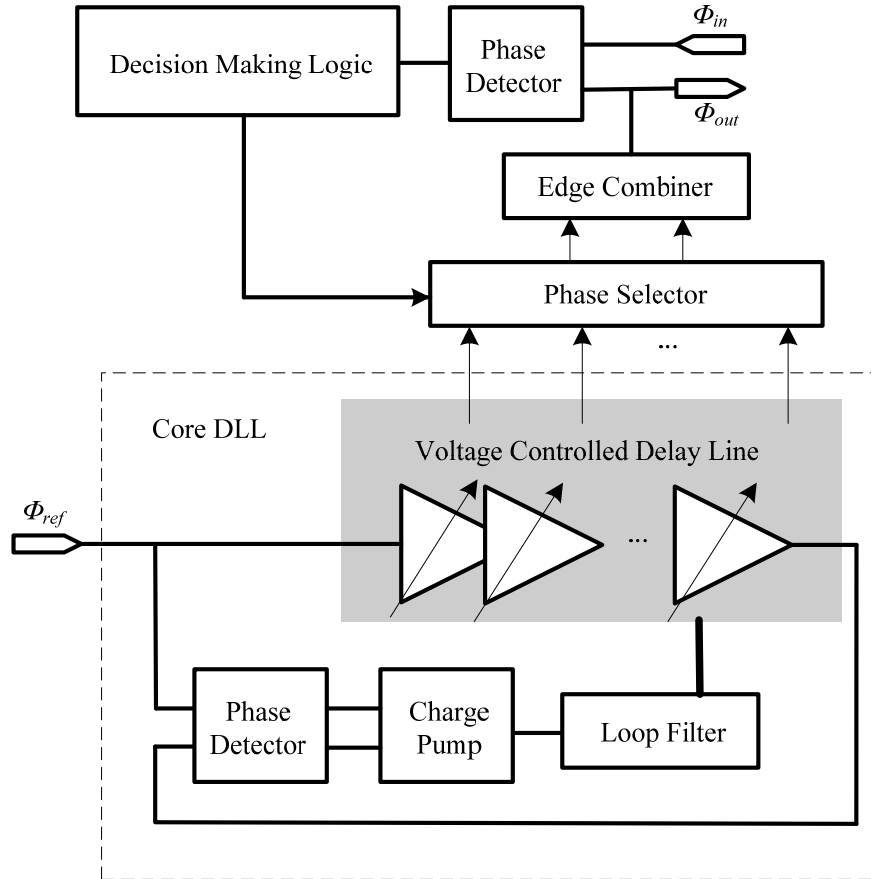 Φin
Decision Making Logic
Phase
Detector
Φout
Edge Combiner
Phase Selector
...
Core DLL
Voltage Controlled Delay Line
Φref
...
Phase
Detector
Charge
Pump
Loop Filter